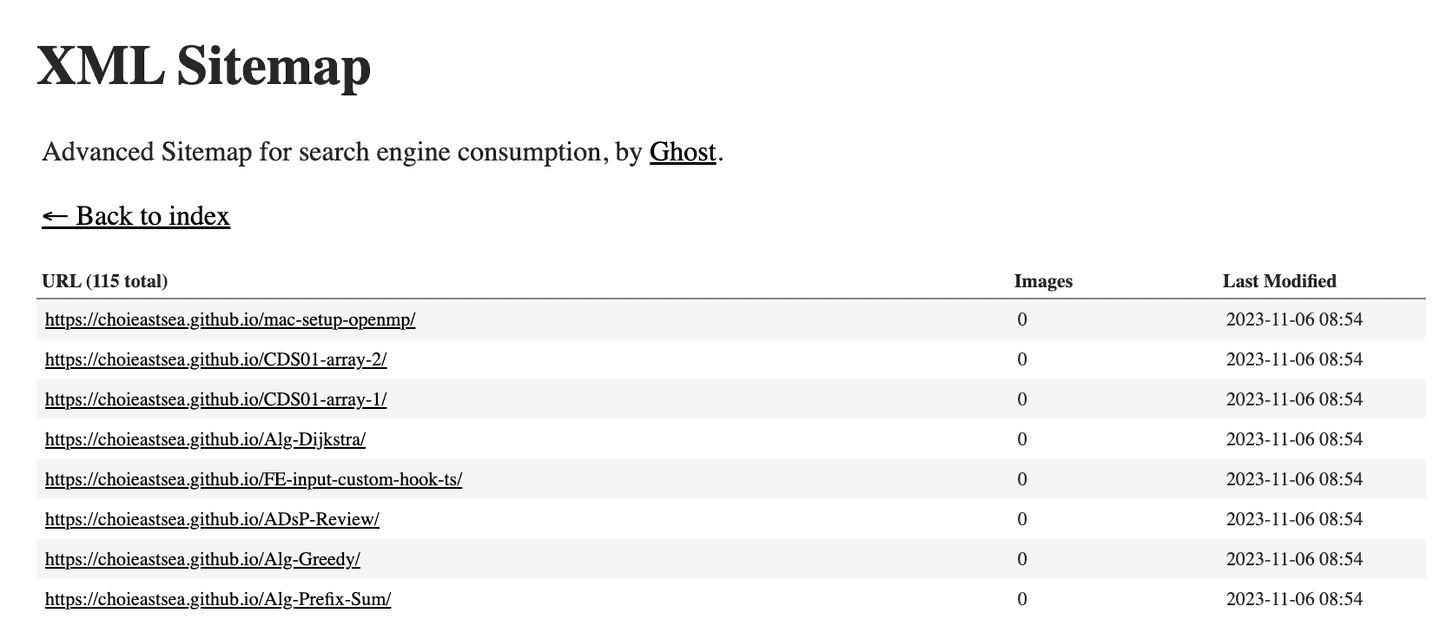 XML Sitemap
Advanced Sitemap for search engine consumption, by Ghost.
← Back to index
URL (115 total) Images Last Modified
https://choieastsea.github.io/mac-setup-openmp/ 0 2023-11-06 08:54
https://choieastsea.github.io/CDS01-array-2/ 0 2023-11-06 08:54
https://choieastsea.github.io/CDS01-array-1/ 0 2023-11-06 08:54
https://choieastsea.github.io/Alg-Dijkstra/ 0 2023-11-06 08:54
https://choieastsea.github.io/FE-input-custom-hook-ts/ 0 2023-11-06 08:54
https://choieastsea.github.io/ADsP-Review/ 0 2023-11-06 08:54
https://choieastsea.github.io/Alg-Greedy/ 0 2023-11-06 08:54
https://choieastsea.github.io/Alg-Prefix-Sum/ 0 2023-11-06 08:54